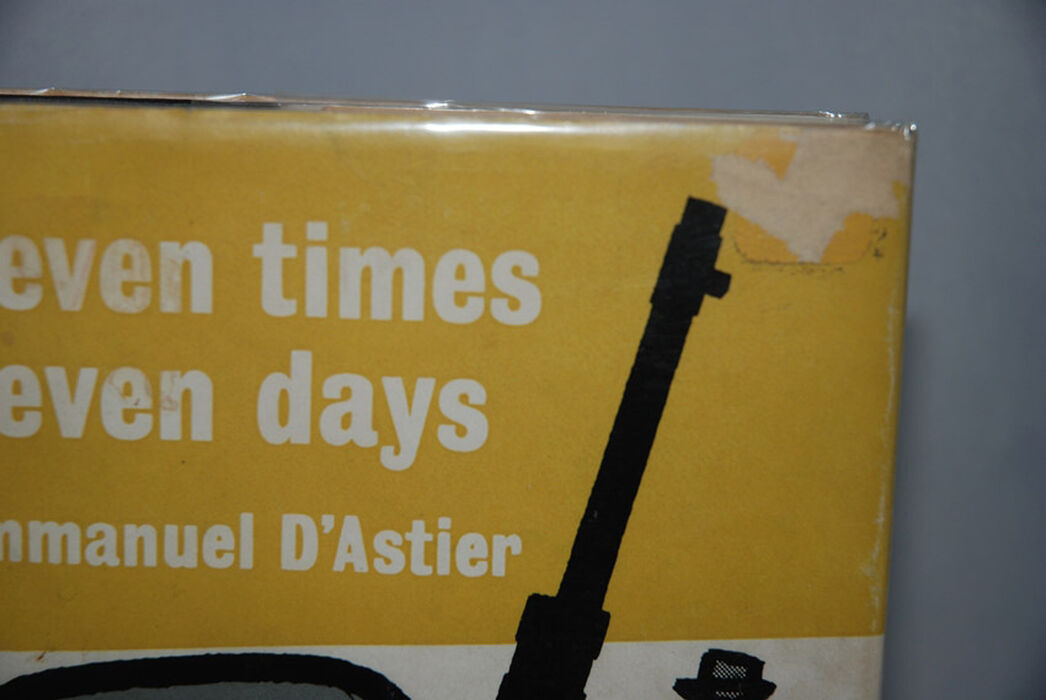 even times
even days
mmanuel D'Astier